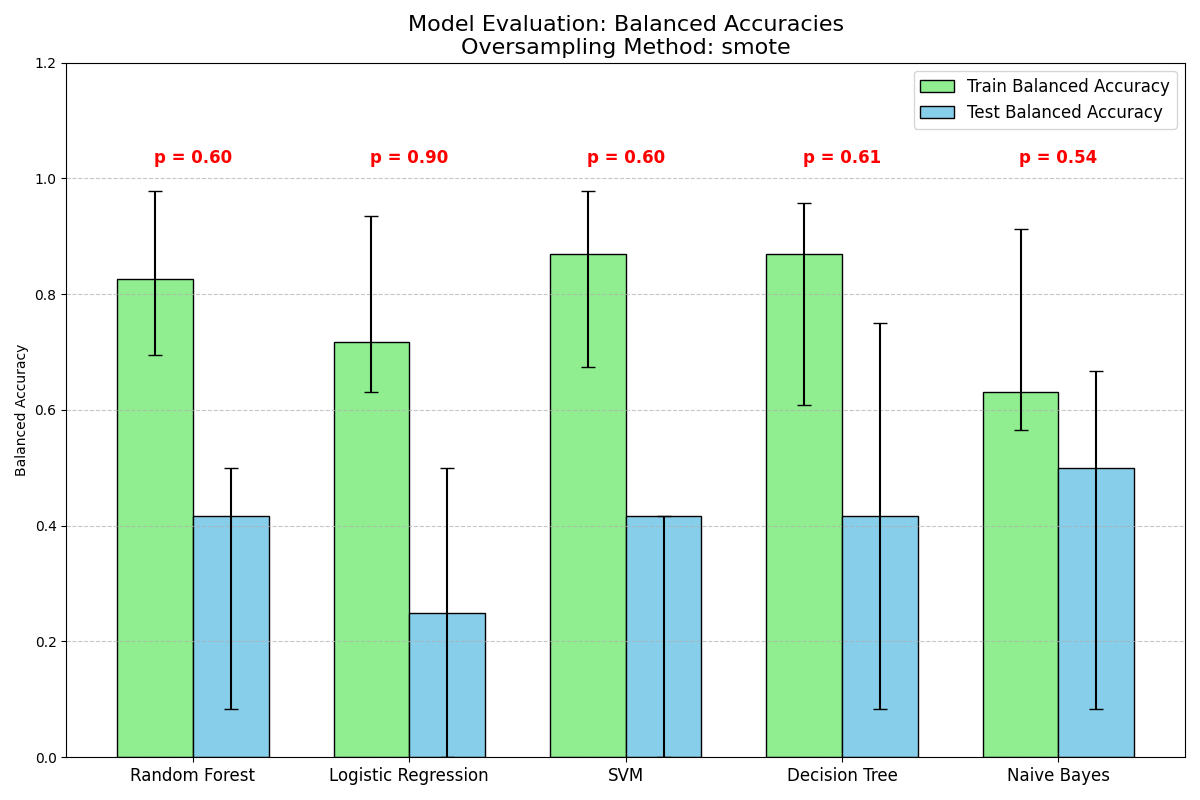 Model Evaluation: Balanced Accuracies
Oversampling Method: smote
Train Balanced Accuracy
Test Balanced Accuracy
p = 0.60
p = 0.90
p = 0.60
p = 0.61
p = 0.54
Balanced Accuracy
1.2
1.0
0.8
0.6
0.4
0.2
0.0
Random Forest
Logistic Regression
SVM
Decision Tree
Naive Bayes